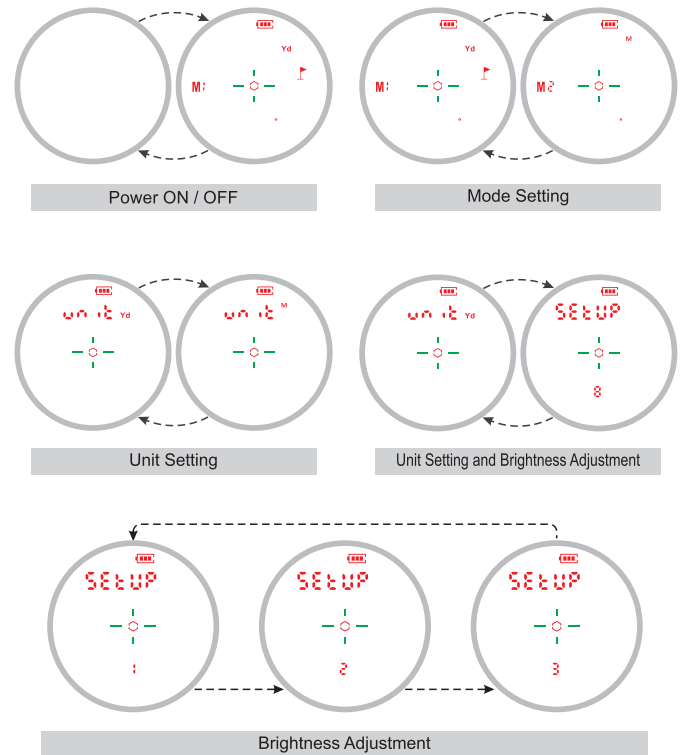 Yd
M1
°
Power ON / OFF
Yd
M1
°
M
M2
°
Mode Setting
unit Yd
unit M
Unit Setting
unit Yd
SEtUP
8
Unit Setting and Brightness Adjustment
SEtUP
1
SEtUP
2
SEtUP
3
Brightness Adjustment